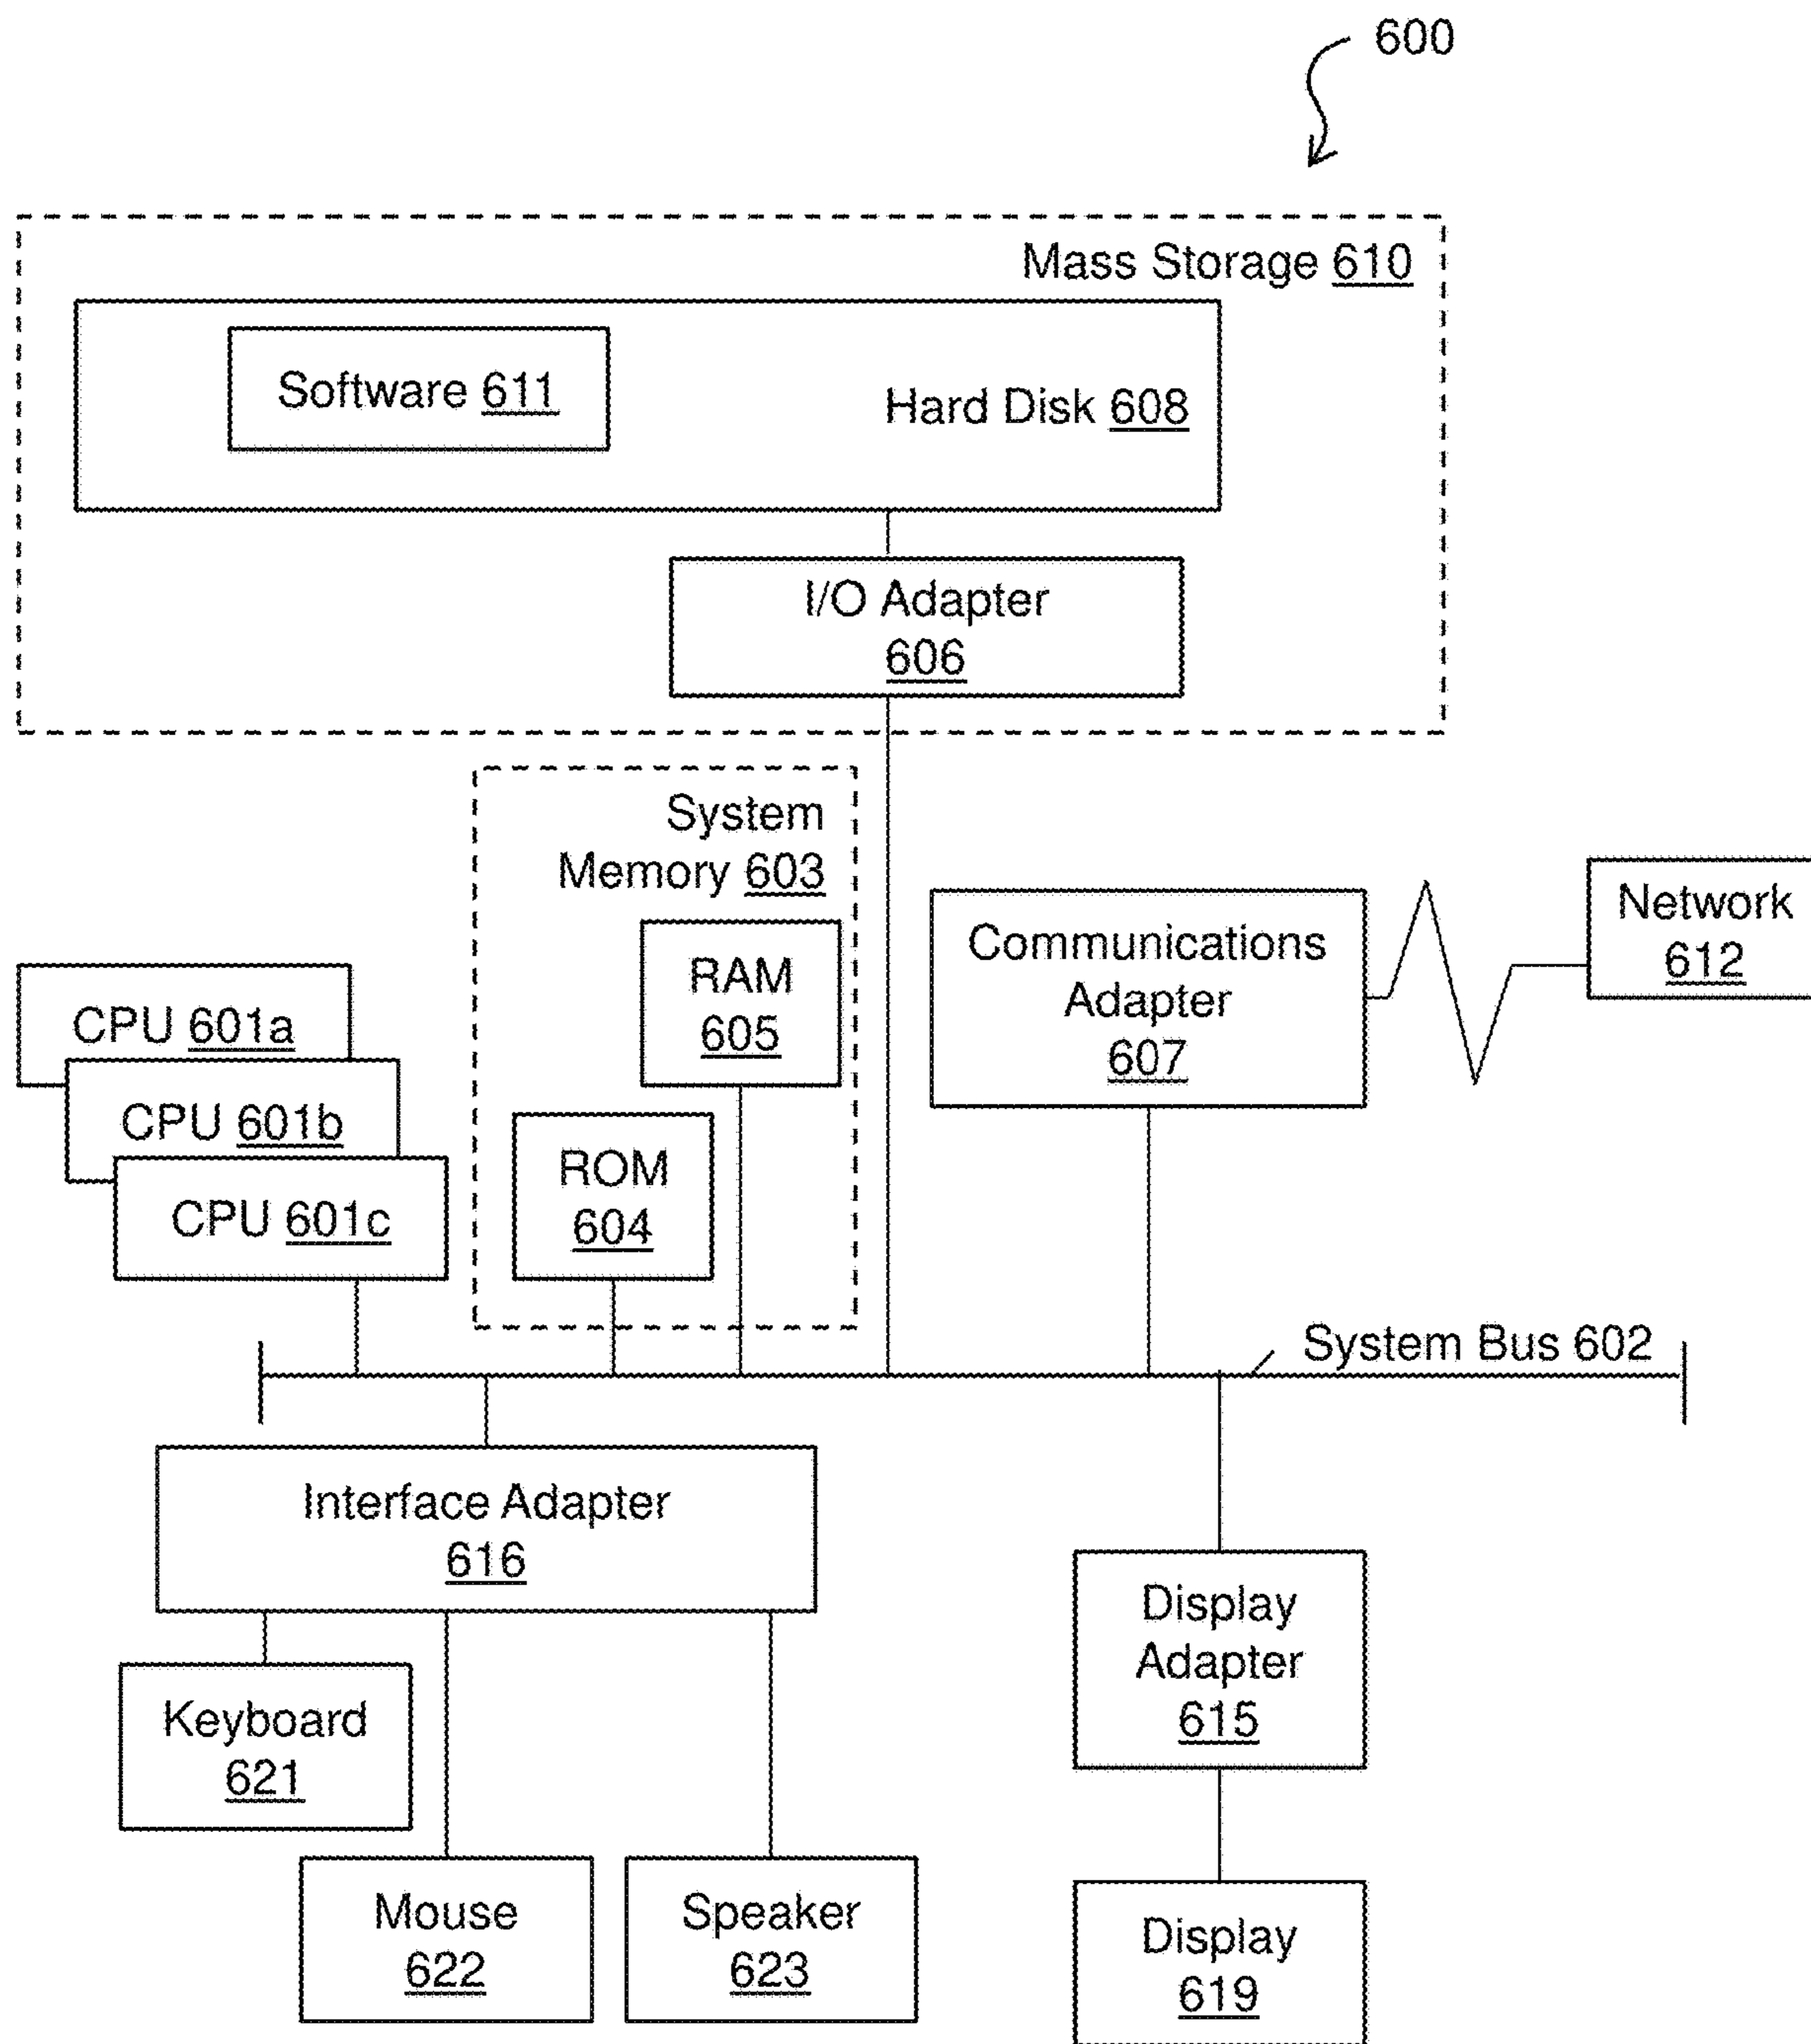 600
Mass Storage 610
Software 611
Hard Disk 608
I/O Adapter
606
System
Memory 603
RAM
605
ROM
604
Communications
Adapter
607
Network
612
CPU 601a
CPU 601b
CPU 601c
System Bus 602
Interface Adapter
616
Keyboard
621
Mouse
622
Speaker
623
Display
Adapter
615
Display
619